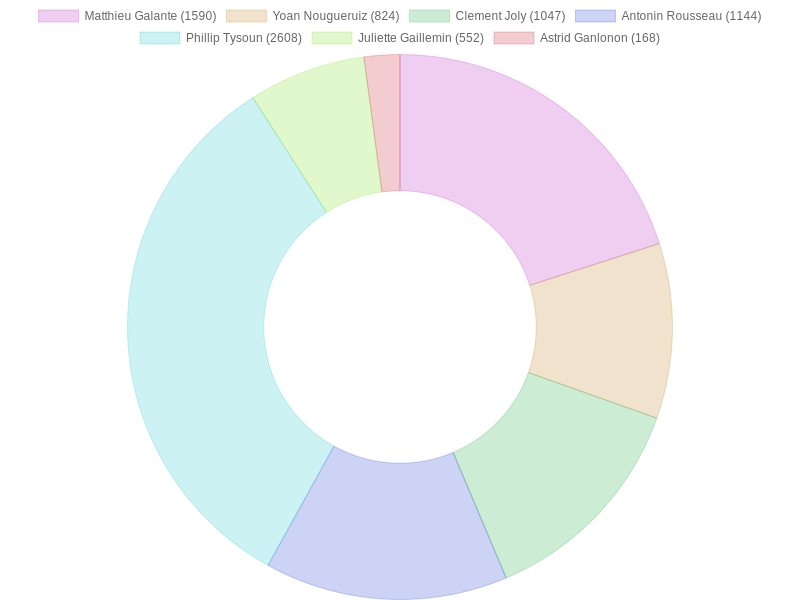 Matthieu Galante (1590) Yoan Nougueruiz (824) Clement Joly (1047) Antonin Rousseau (1144)
Phillip Tysoun (2608) Juliette Gaillemin (552) Astrid Ganlonon (168)